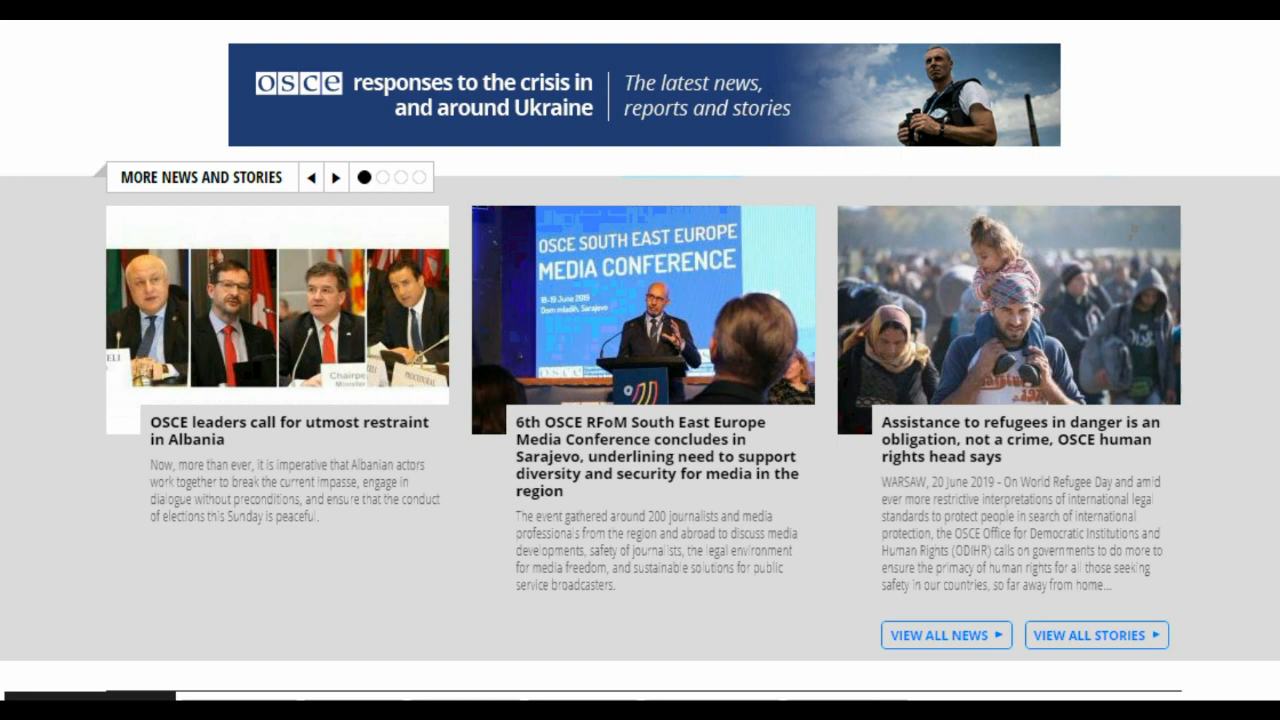 osce responses to the crisis in
and around Ukraine
The latest news,
reports and stories
MORE NEWS AND STORIES
ELI
Chairpe
Minister
OSCE leaders call for utmost restraint
in Albania
Now, more than ever, it is imperative that Albanian actors
work together to break the current impasse, engage in
dialogue without preconditions, and ensure that the conduct
of elections this Sunday is peaceful.
OSCE SOUTH EAST EUROPE
MEDIA CONFERENCE
18-19 June 2019
Dom mladih, Sarajevo
6th OSCE RFoM South East Europe
Media Conference concludes in
Sarajevo, underlining need to support
diversity and security for media in the
region
The event gathered around 200 journalists and media
professionals from the region and abroad to discuss media
developments, safety of journalists, the legal environment
for media freedom, and sustainable solutions for public
service broadcasters.
Assistance to refugees in danger is an
obligation, not a crime, OSCE human
rights head says
WARSAW, 20 June 2019 - On World Refugee Day and amid
ever more restrictive interpretations of international legal
standards to protect people in search of international
protection, the OSCE Office for Democratic Institutions and
Human Rights (ODIHR) calls on governments to do more to
ensure the primacy of human rights for all those seeking
safety in our countries, so far away from home...
VIEW ALL NEWS
VIEW ALL STORIES